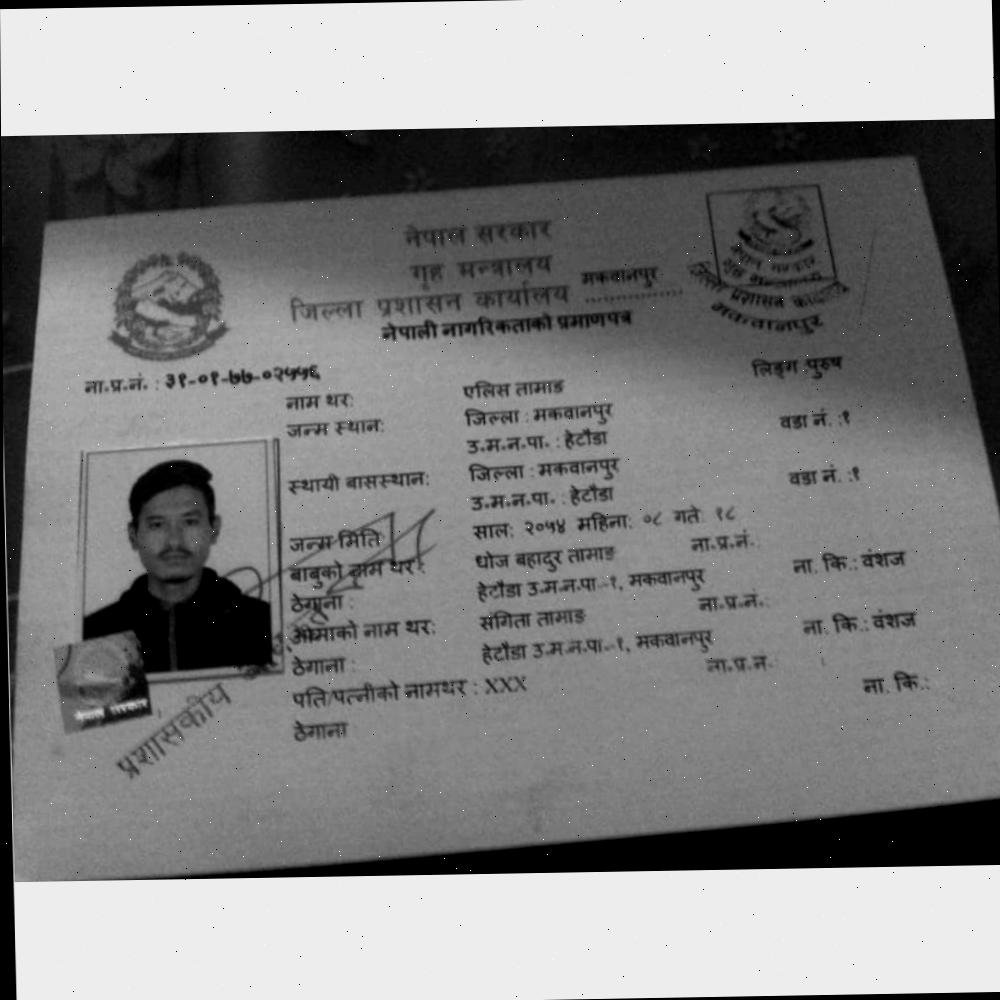 नेपाल सरकार
गृह मन्त्रालय
जिल्ला प्रशासन कार्यालय मकवानपुर
नेपाली नागरिकताको प्रमाणपत्र
जिल्ला प्रशासन
मकवानपुर
ना.प्र.नं. : ३१-०१-७७-०२५५६ लिङ्ग पुरुष
नाम थर: एलिस तामाङ
जन्म स्थान: जिल्ला : मकवानपुर वडा नं. :१
उ.म.न.पा. : हेटौंडा
स्थायी बासस्थान: जिल्ला : मकवानपुर वडा नं. :१
उ.म.न.पा. : हेटौंडा
जन्म मिति साल: २०५४ महिना: ०८ गते: १८
बाबुको नाम थर: धोज बहादुर तामाङ ना.प्र.नं.:
ठेगाना : हेटौंडा उ.म.न.पा.-१, मकवानपुर ना. कि.: वंशज
आमाको नाम थर: संगिता तामाङ ना.प्र.नं.:
ठेगाना : हेटौंडा उ.म.न.पा.-१, मकवानपुर ना. कि.: वंशज
पति/पत्नीको नामथर : XXX ना.प्र.नं.
ठेगाना ना. कि.:
नेपाल सरकार
प्रशासकीय